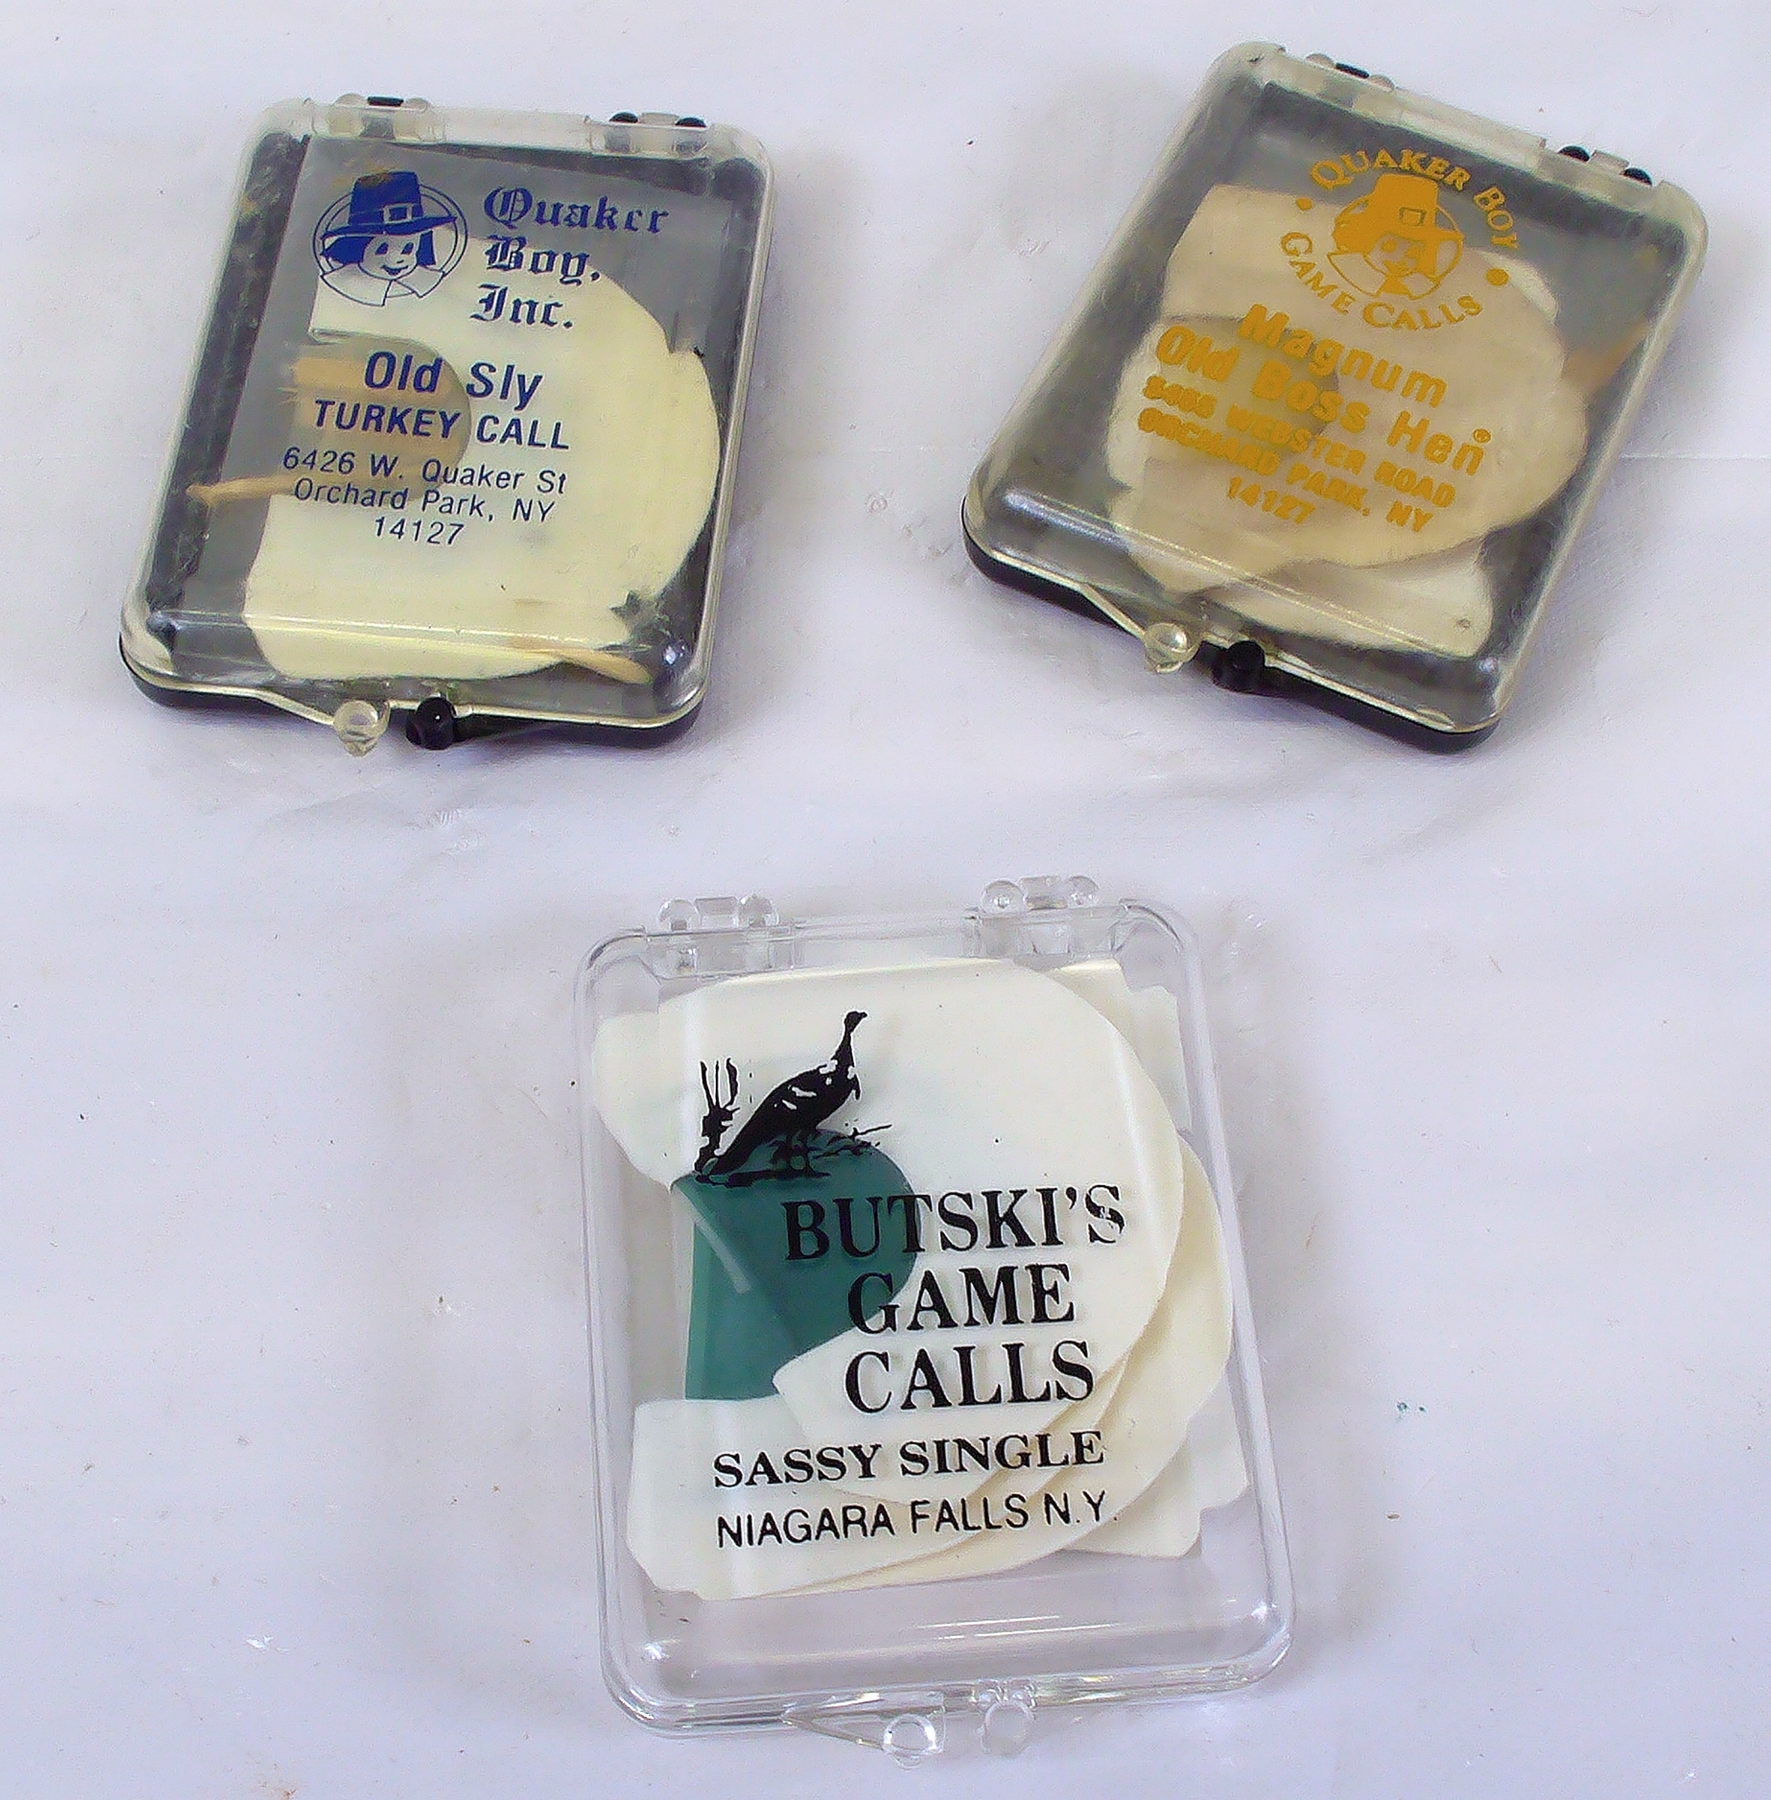 Quaker
Boy,
Inc.
Old Sly
TURKEY CALL
6426 W. Quaker St
Orchard Park, NY
14127
QUAKER BOY
GAME CALLS
Magnum
Old Boss Hen®
WEBSTER ROAD
ORCHARD PARK, NY
14127
BUTSKI'S
GAME
CALLS
SASSY SINGLE
NIAGARA FALLS N.Y.